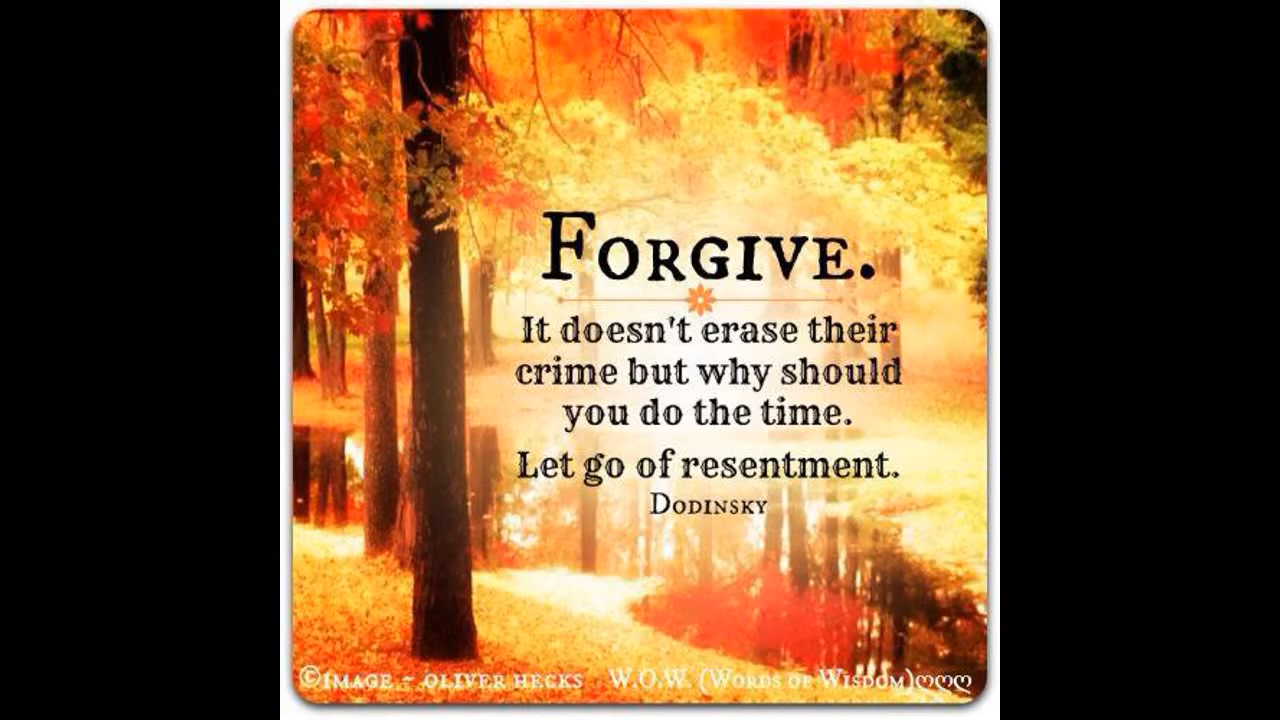 Forgive.
It doesn't erase their
crime but why should
you do the time.
Let go of resentment.
Dodinsky
©image ~ oliver hecks W.O.W. (Words of Wisdom)ღღღ